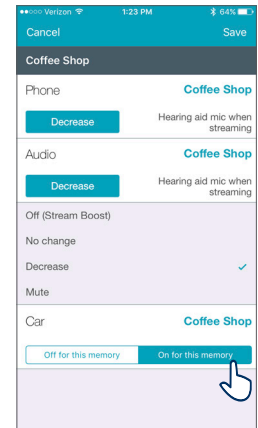 Verizon 1:23 PM 64%
Cancel Save
Coffee Shop
Phone Coffee Shop
Decrease Hearing aid mic when
streaming
Audio Coffee Shop
Decrease Hearing aid mic when
streaming
Off (Stream Boost)
No change
Decrease
Mute
Car Coffee Shop
Off for this memory On for this memory